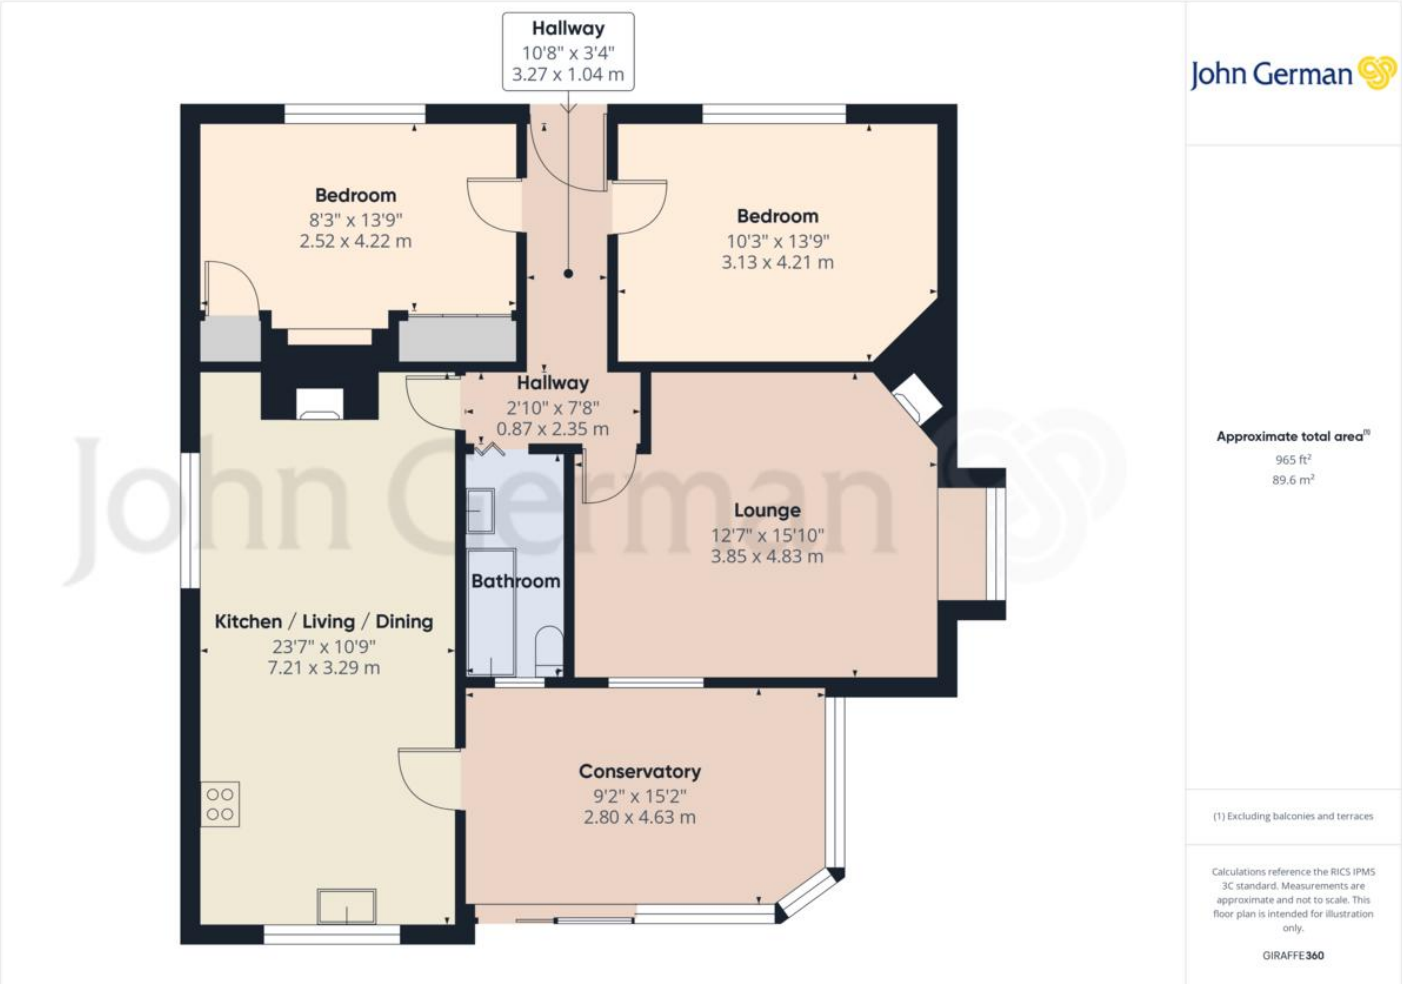 Hallway
10'8" x 3'4"
3.27 x 1.04 m
John German
Bedroom
8'3" x 13'9"
2.52 x 4.22 m
Bedroom
10'3" x 13'9"
3.13 x 4.21 m
Hallway
2'10" x 7'8"
0.87 x 2.35 m
Approximate total area(1)
965 ft²
89.6 m²
John German
Lounge
12'7" x 15'10"
3.85 x 4.83 m
Bathroom
Kitchen / Living / Dining
23'7" x 10'9"
7.21 x 3.29 m
Conservatory
9'2" x 15'2"
2.80 x 4.63 m
(1) Excluding balconies and terraces
Calculations reference the RICS IPMS
3C standard. Measurements are
approximate and not to scale. This
floor plan is intended for illustration
only.
GIRAFFE360